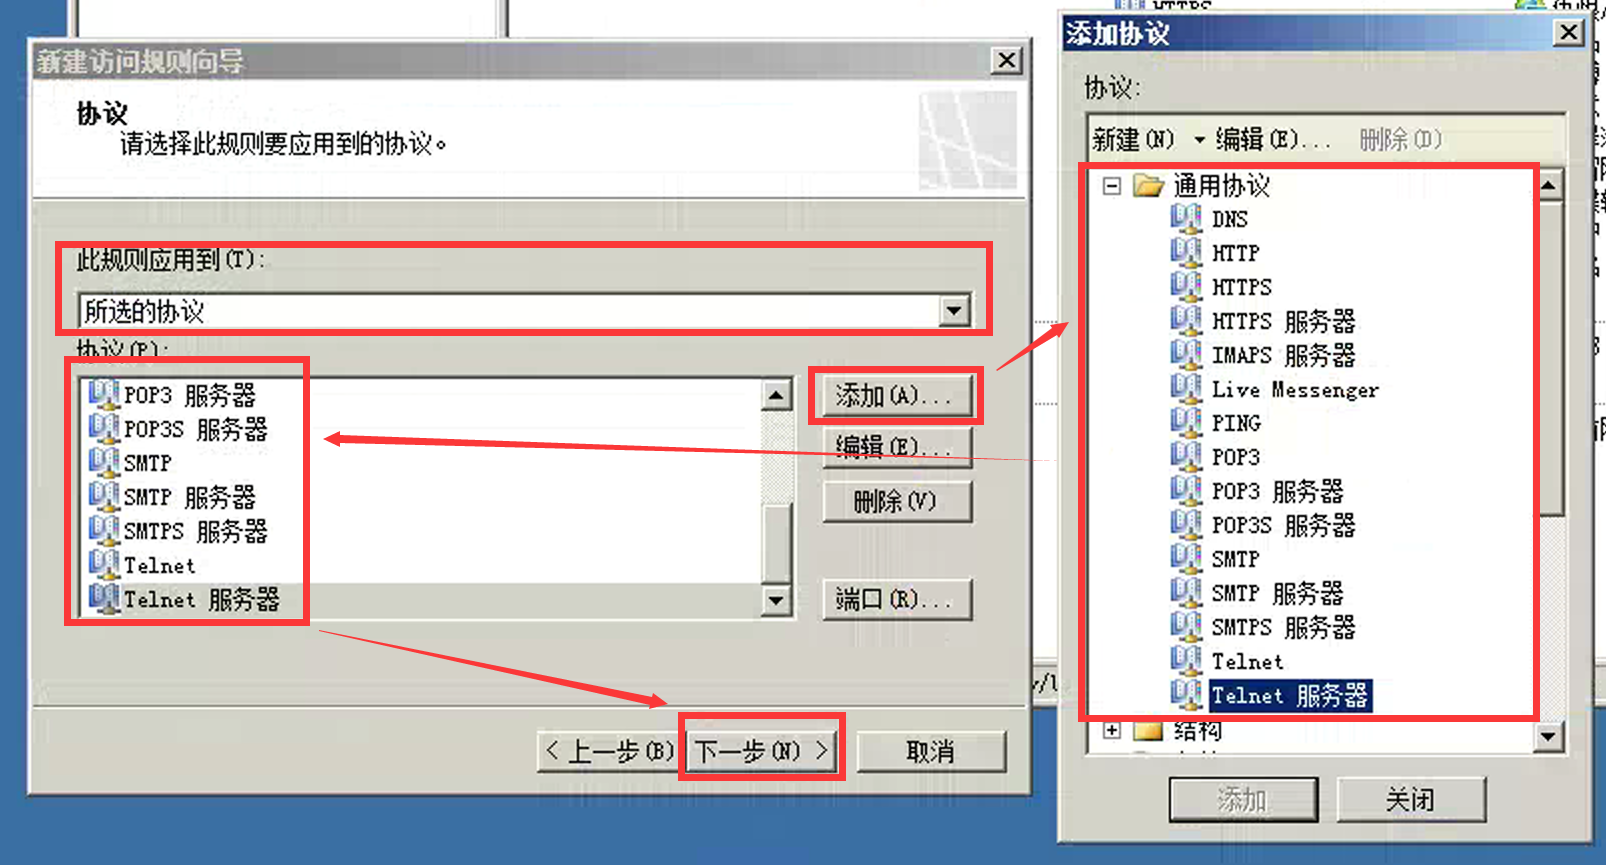 新建访问规则向导
协议
请选择此规则要应用到的协议。
此规则应用到(T):
所选的协议
协议(P):
POP3 服务器
POP3S 服务器
SMTP
SMTP 服务器
SMTPS 服务器
Telnet
Telnet 服务器
添加(A)...
编辑(E)...
删除(V)
端口(R)...
< 上一步(B)
下一步(N) >
取消
HTTPS
添加协议
协议:
新建(N) 编辑(E)... 删除(D)
通用协议
DNS
HTTP
HTTPS
HTTPS 服务器
IMAPS 服务器
Live Messenger
PING
POP3
POP3 服务器
POP3S 服务器
SMTP
SMTP 服务器
SMTPS 服务器
Telnet
Telnet 服务器
结构
添加
关闭